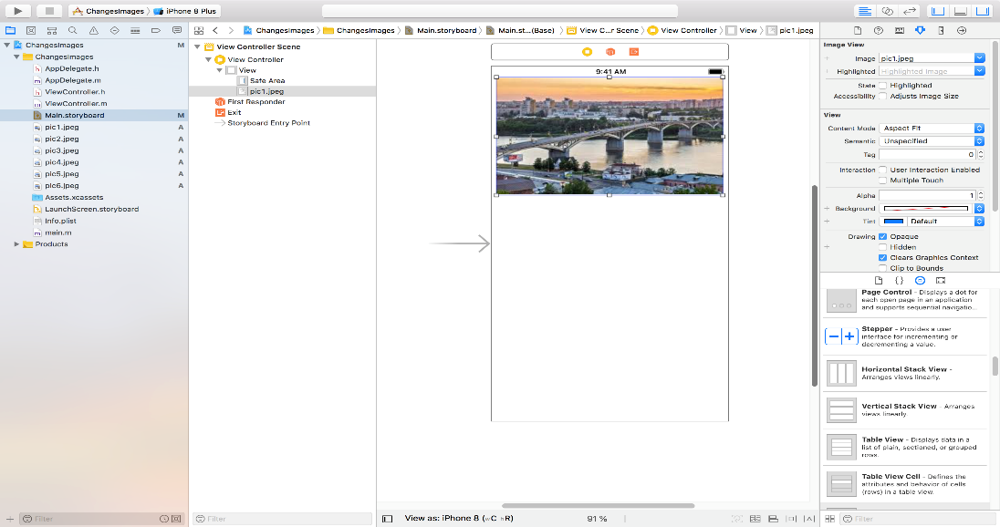 ChangesImages
iPhone 8 Plus
ChangesImages
M
ChangesImages
AppDelegate.h
AppDelegate.m
ViewController.h
ViewController.m
Main.storyboard
M
pic1.jpeg
A
pic2.jpeg
A
pic3.jpeg
A
pic4.jpeg
A
pic5.jpeg
A
pic6.jpeg
A
Assets.xcassets
LaunchScreen.storyboard
Info.plist
main.m
Products
Filter
ChangesImages
ChangesImages
Main.storyboard
Main.st...(Base)
View C...r Scene
View Controller
View
pic1.jpeg
View Controller Scene
View Controller
View
Safe Area
pic1.jpeg
First Responder
Exit
Storyboard Entry Point
Filter
9:41 AM
View as: iPhone 8 (wC hR)
91 %
Image View
Image
pic1.jpeg
Highlighted
Highlighted Image
State
Highlighted
Accessibility
Adjusts Image Size
View
Content Mode
Aspect Fit
Semantic
Unspecified
Tag
0
Interaction
User Interaction Enabled
Multiple Touch
Alpha
1
Background
Tint
Default
Drawing
Opaque
Hidden
Clears Graphics Context
Clip to Bounds
Page Control - Displays a dot for
each open page in an application
and supports sequential navigatio...
Stepper - Provides a user
interface for incrementing or
decrementing a value.
Horizontal Stack View -
Arranges views linearly.
Vertical Stack View - Arranges
views linearly.
Table View - Displays data in a
list of plain, sectioned, or grouped
rows.
Table View Cell - Defines the
attributes and behavior of cells
(rows) in a table view.
Filter